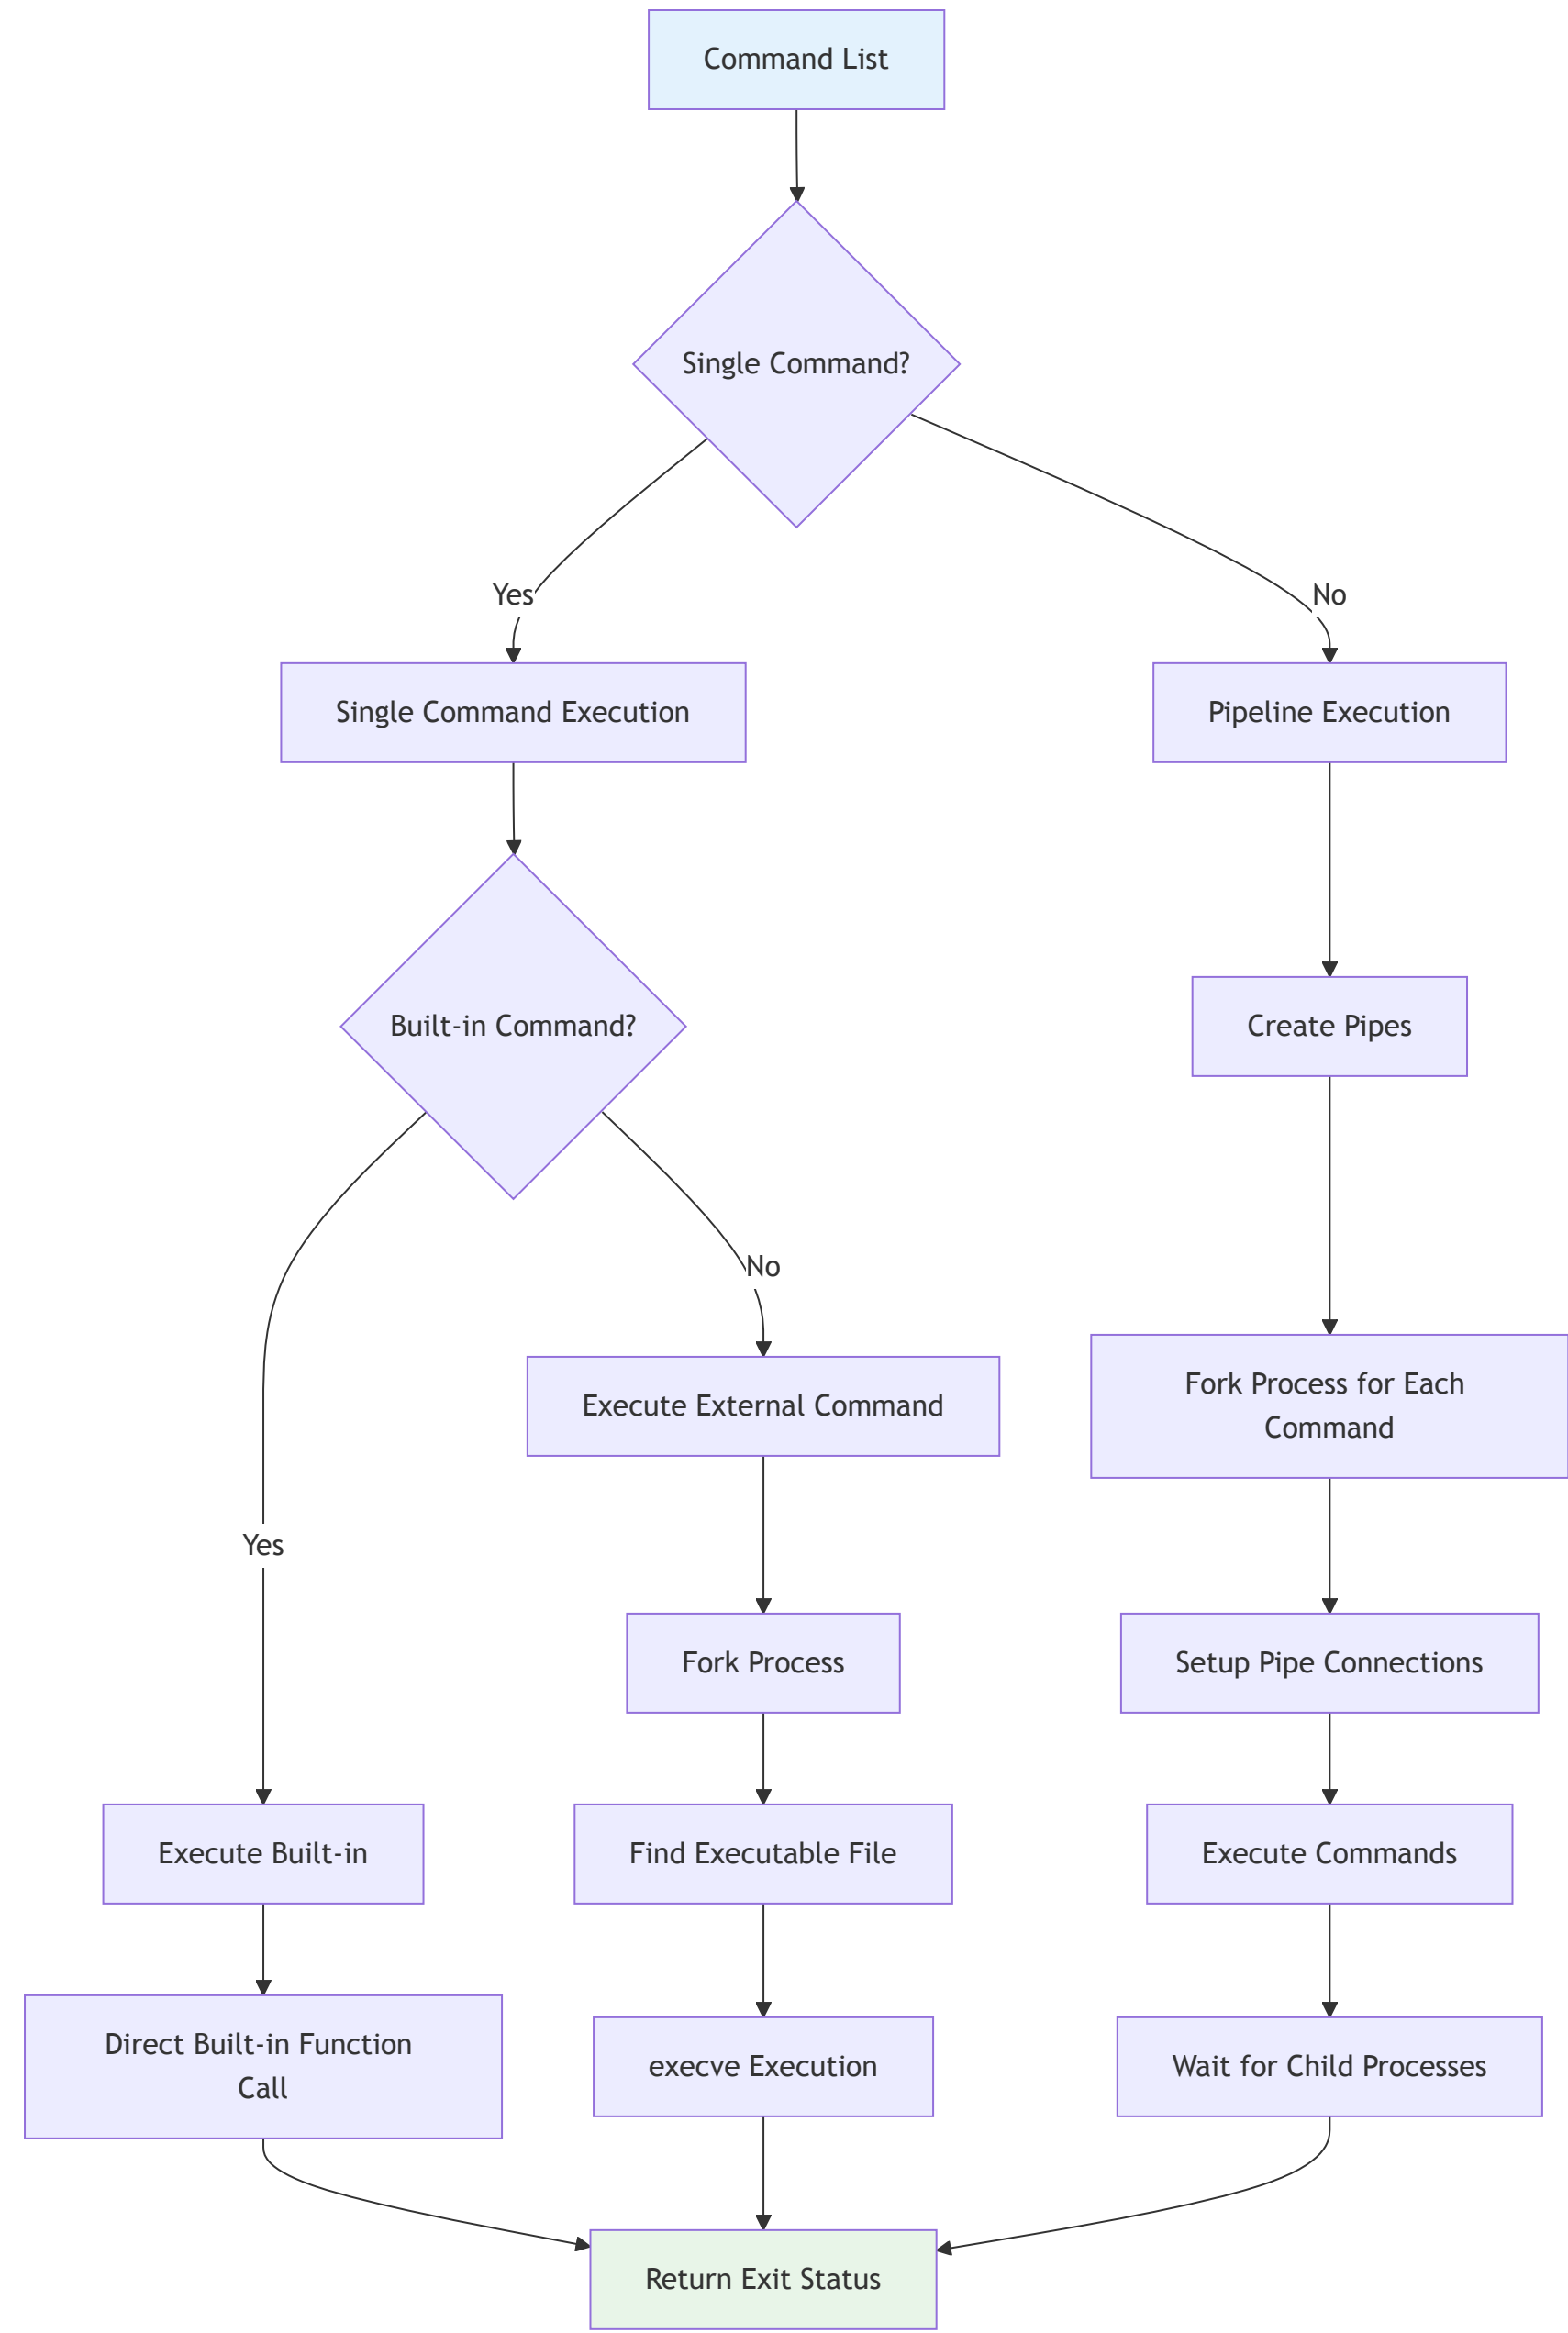 Command List
Single Command?
Yes
No
Single Command Execution
Pipeline Execution
Built-in Command?
Create Pipes
No
Execute External Command
Fork Process for Each
Command
Yes
Fork Process
Setup Pipe Connections
Execute Built-in
Find Executable File
Execute Commands
Direct Built-in Function
Call
execve Execution
Wait for Child Processes
Return Exit Status